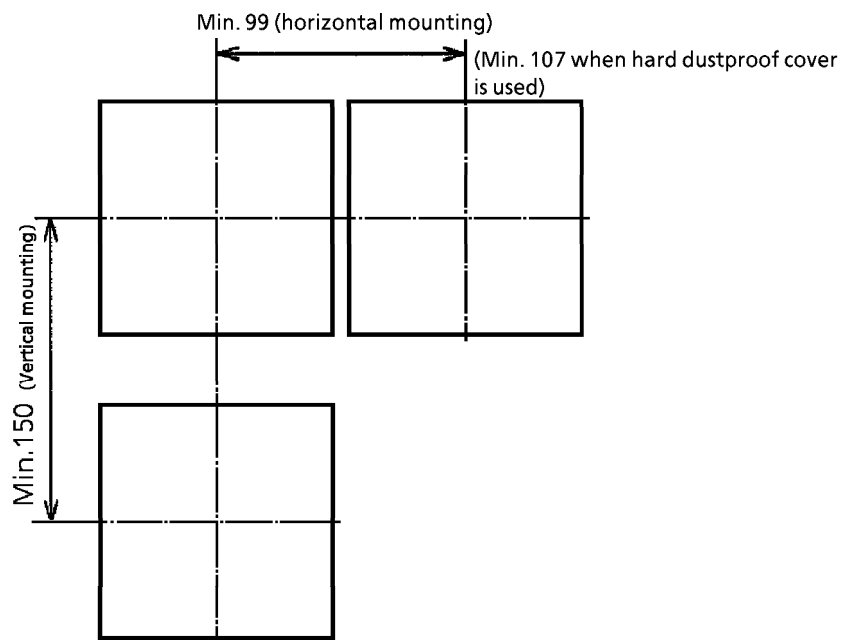 Min. 99 (horizontal mounting)
(Min. 107 when hard dustproof cover
is used)
Min.150 (Vertical mounting)